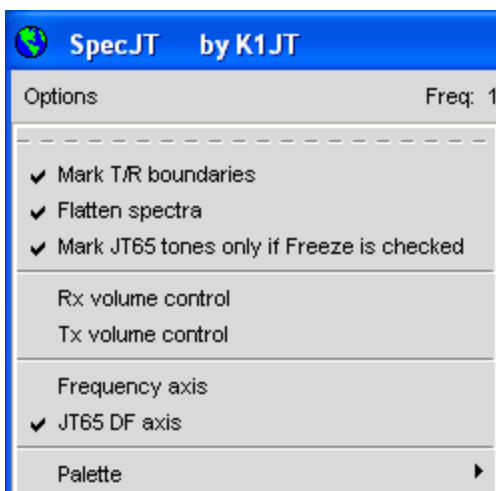 SpecJT by K1JT
Options Freq: 1
Mark T/R boundaries
Flatten spectra
Mark JT65 tones only if Freeze is checked
Rx volume control
Tx volume control
Frequency axis
JT65 DF axis
Palette